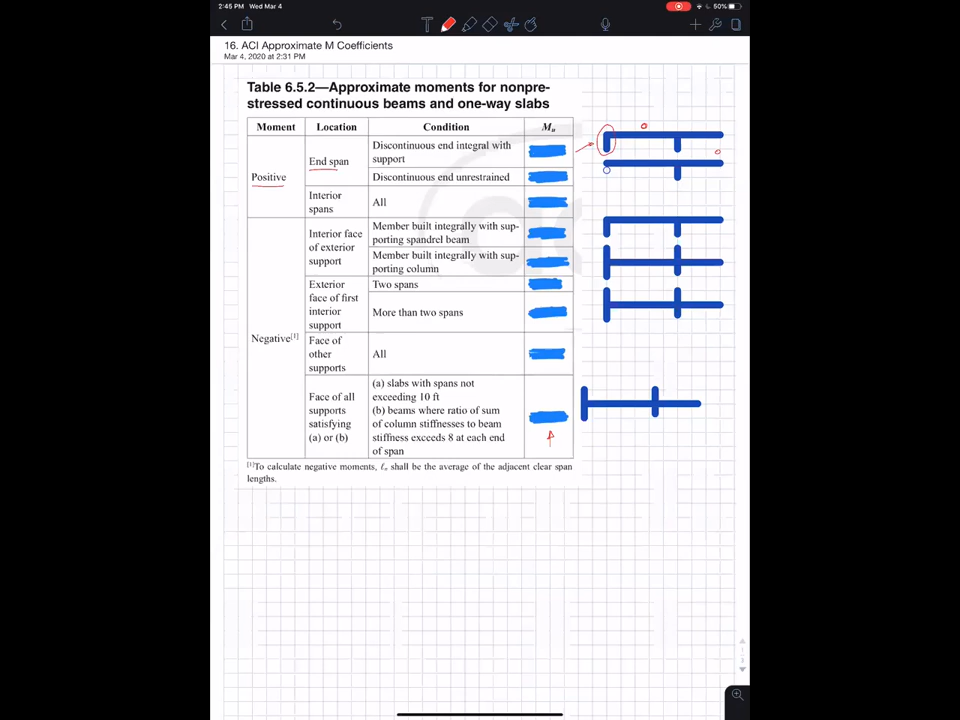 2:45 PM Wed Mar 4
50%
16. ACI Approximate M Coefficients
Mar 4, 2020 at 2:31 PM
Table 6.5.2—Approximate moments for nonpre-
stressed continuous beams and one-way slabs
Moment Location Condition Mu
Positive
End span
Discontinuous end integral with
support
Discontinuous end unrestrained
Interior
spans
All
Negative[1]
Interior face
of exterior
support
Member built integrally with sup-
porting spandrel beam
Member built integrally with sup-
porting column
Exterior
face of first
interior
support
Two spans
More than two spans
Face of
other
supports
All
Face of all
supports
satisfying
(a) or (b)
(a) slabs with spans not
exceeding 10 ft
(b) beams where ratio of sum
of column stiffnesses to beam
stiffness exceeds 8 at each end
of span
[1]To calculate negative moments, ℓn shall be the average of the adjacent clear span
lengths.